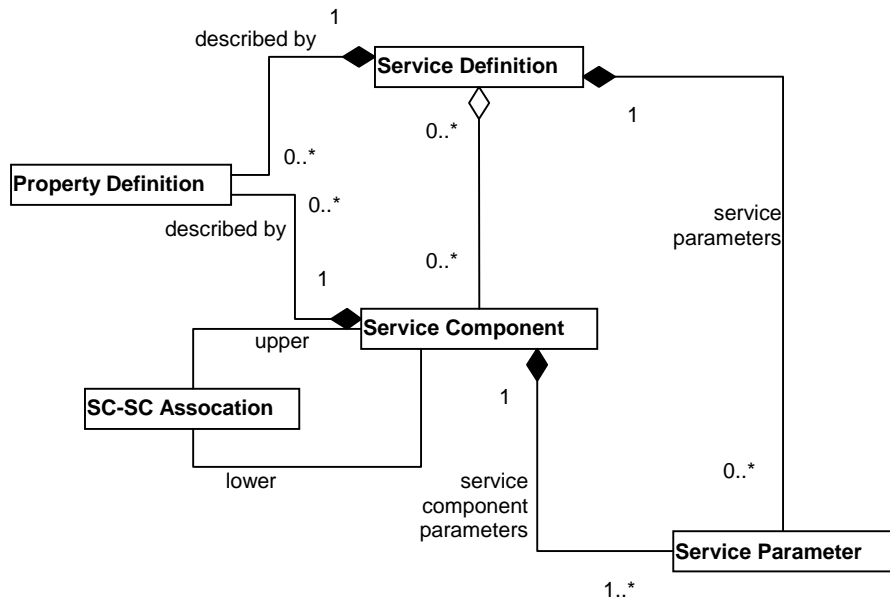 1
described by
Service Definition
1
0..*
0..*
Property Definition
0..*
described by
service
parameters
0..*
1
Service Component
upper
SC-SC Assocation
1
lower
service
component
parameters
0..*
Service Parameter
1..*